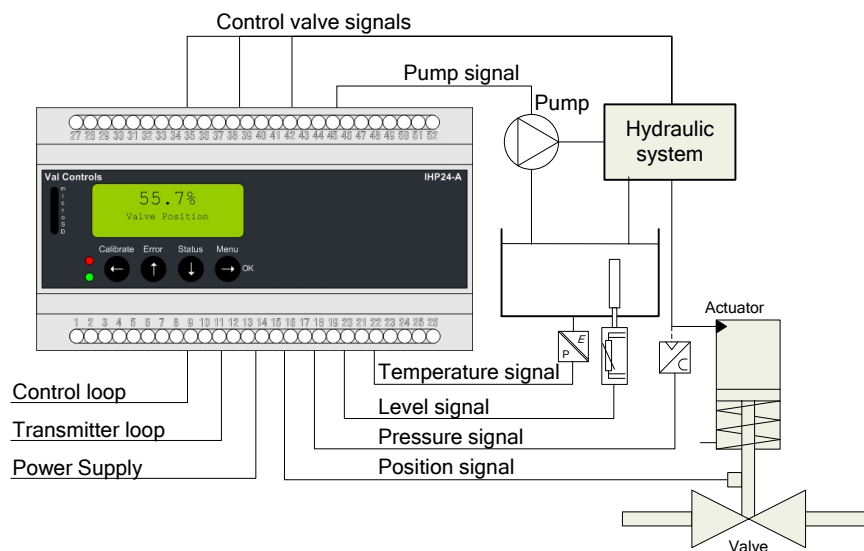 Control valve signals
Pump signal
Pump
Hydraulic
system
27 28 29 30 31 32 33 34 35 36 37 38 39 40 41 42 43 44 45 46 47 48 49 50 51 52
Val Controls
IHP24-A
microSD
55.7%
Valve Position
Calibrate Error Status Menu
OK
1 2 3 4 5 6 7 8 9 10 11 12 13 14 15 16 17 18 19 20 21 22 23 24 25 26
Actuator
E
P
C
Temperature signal
Control loop
Level signal
Transmitter loop
Pressure signal
Power Supply
Position signal
Valve